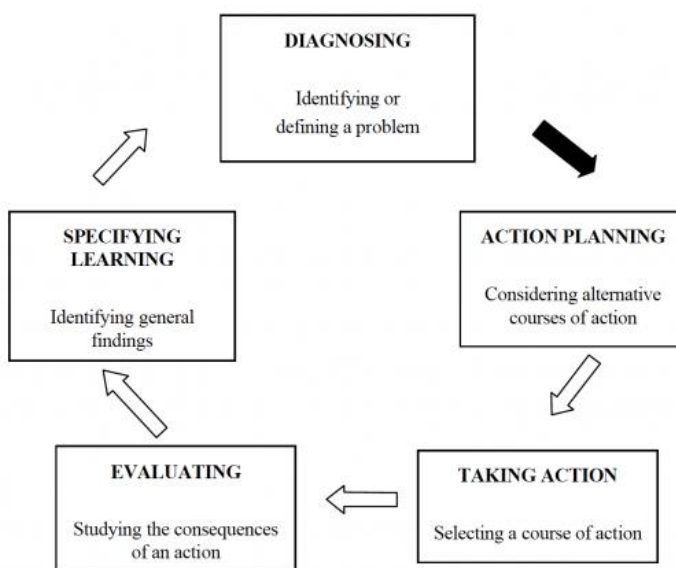 DIAGNOSING
Identifying or
defining a problem
ACTION PLANNING
Considering alternative
courses of action
TAKING ACTION
Selecting a course of action
EVALUATING
Studying the consequences
of an action
SPECIFYING
LEARNING
Identifying general
findings